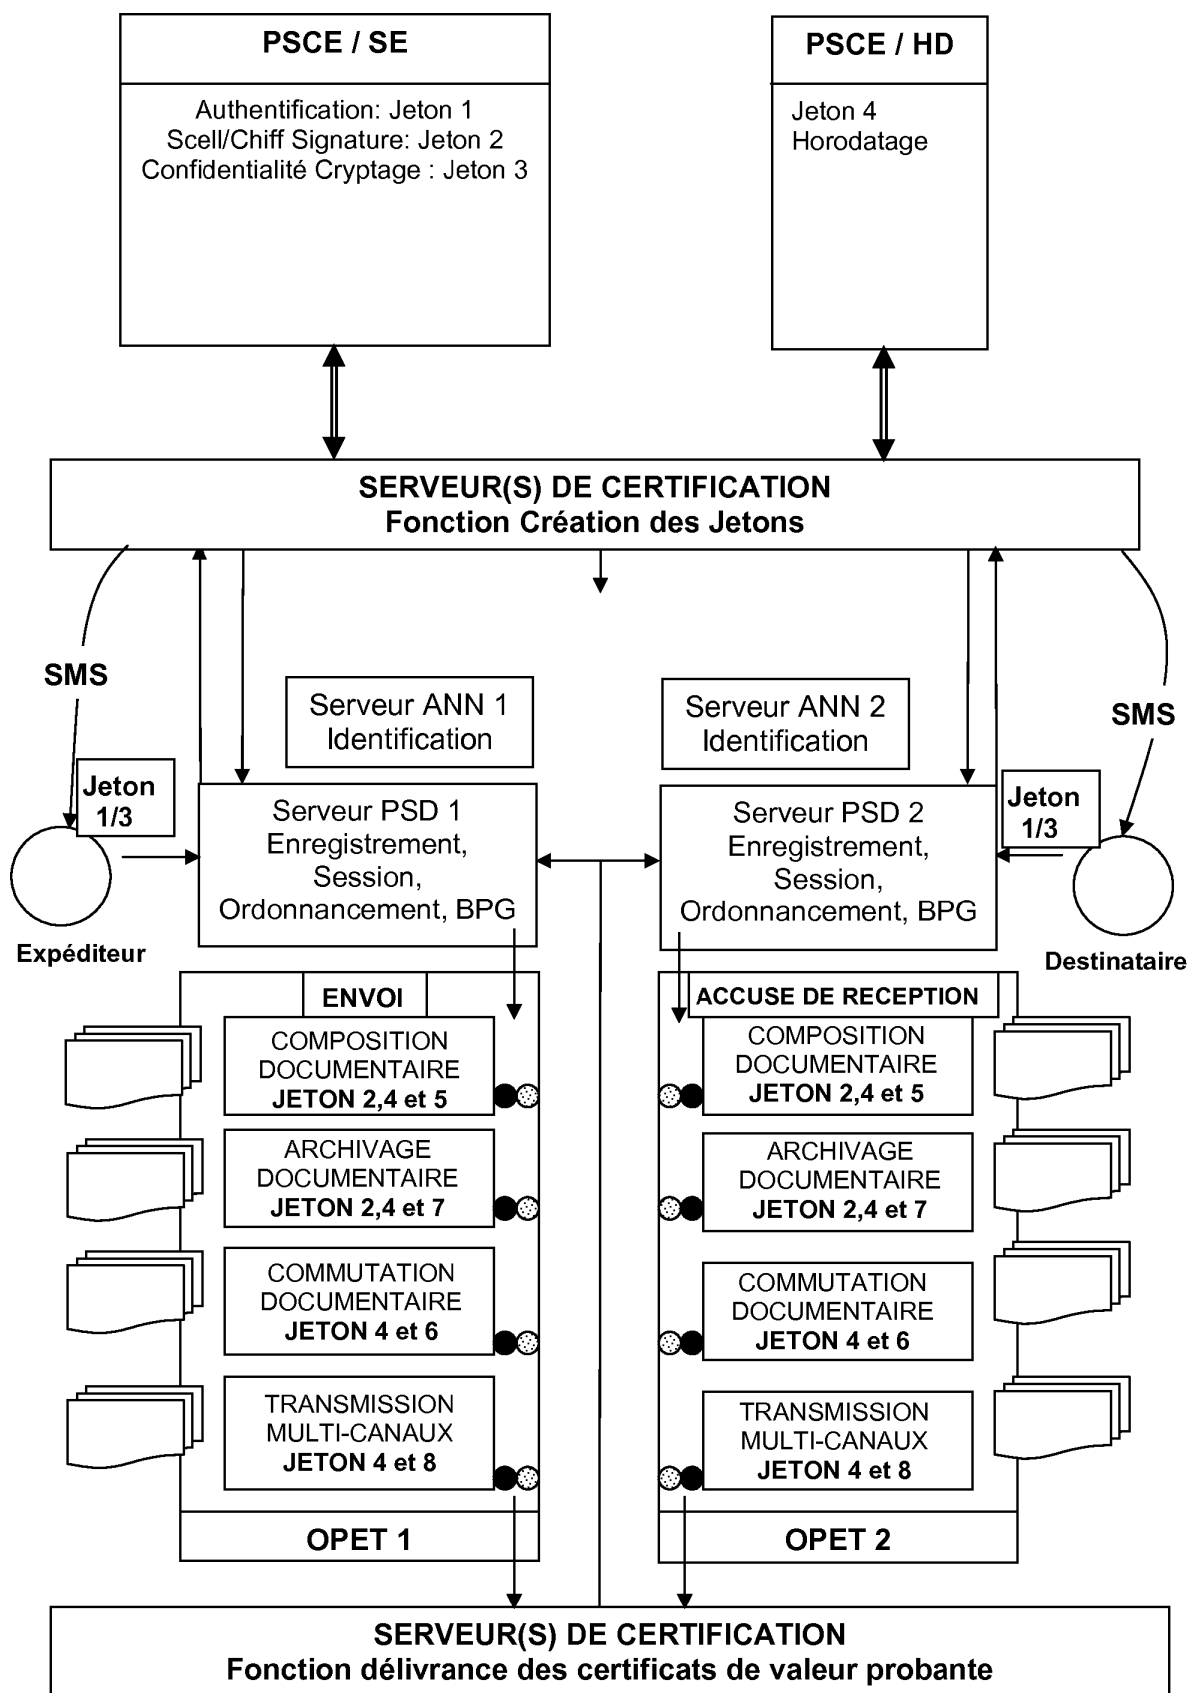 PSCE / SE
Authentification: Jeton 1
Scell/Chiff Signature: Jeton 2
Confidentialité Cryptage : Jeton 3
PSCE / HD
Jeton 4
Horodatage
SERVEUR(S) DE CERTIFICATION
Fonction Création des Jetons
SMS
SMS
Serveur ANN 1
Identification
Serveur ANN 2
Identification
Jeton
1/3
Serveur PSD 1
Enregistrement,
Session,
Ordonnancement, BPG
Serveur PSD 2
Enregistrement,
Session,
Ordonnancement, BPG
Jeton
1/3
Expéditeur
Destinataire
ENVOI
COMPOSITION
DOCUMENTAIRE
JETON 2,4 et 5
ARCHIVAGE
DOCUMENTAIRE
JETON 2,4 et 7
COMMUTATION
DOCUMENTAIRE
JETON 4 et 6
TRANSMISSION
MULTI-CANAUX
JETON 4 et 8
OPET 1
ACCUSE DE RECEPTION
COMPOSITION
DOCUMENTAIRE
JETON 2,4 et 5
ARCHIVAGE
DOCUMENTAIRE
JETON 2,4 et 7
COMMUTATION
DOCUMENTAIRE
JETON 4 et 6
TRANSMISSION
MULTI-CANAUX
JETON 4 et 8
OPET 2
SERVEUR(S) DE CERTIFICATION
Fonction délivrance des certificats de valeur probante